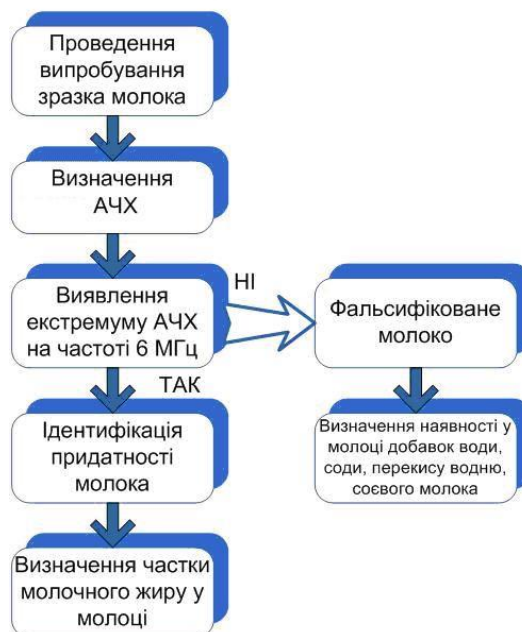 Проведення
випробування
зразка молока
Визначення
АЧХ
Виявлення
екстремуму АЧХ
на частоті 6 МГц
НІ
Фальсифіковане
молоко
ТАК
Ідентифікація
придатності
молока
Визначення наявності у
молоці добавок води,
соди, перекису водню,
соєвого молока
Визначення частки
молочного жиру у
молоці